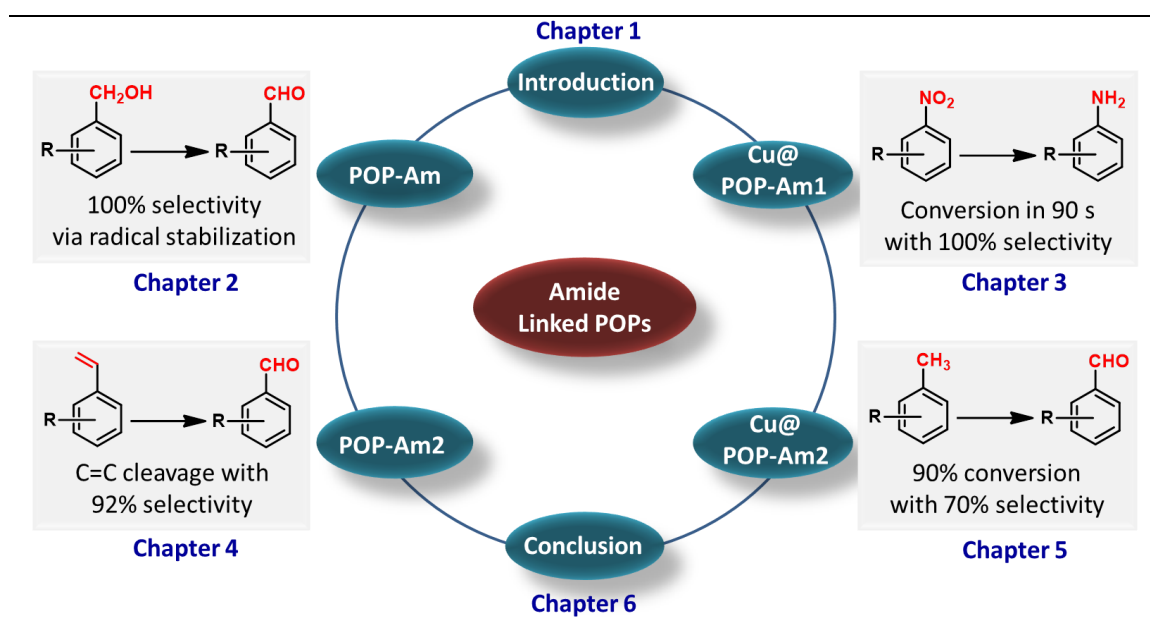 Chapter 1
Introduction
CH₂OH
CHO
R
R
100% selectivity
via radical stabilization
Chapter 2
POP-Am
Cu@
POP-Am1
NO₂
NH₂
R
R
Conversion in 90 s
with 100% selectivity
Chapter 3
Amide
Linked POPs
CHO
R
R
C=C cleavage with
92% selectivity
Chapter 4
POP-Am2
Cu@
POP-Am2
CH₃
CHO
R
R
90% conversion
with 70% selectivity
Chapter 5
Conclusion
Chapter 6